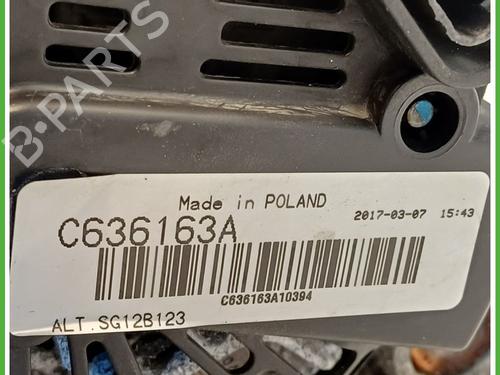 B-PARTS
Made in POLAND
C636163A
2017-03-07 15:43
C636163A10394
ALT.SG12B123